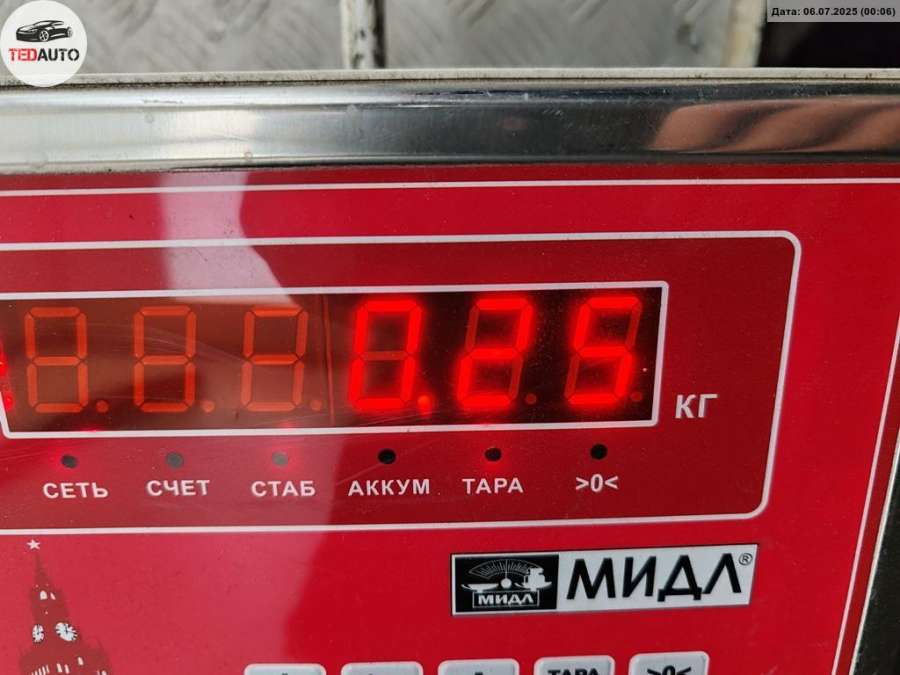 Дата: 06.07.2025 (00:06)
TEDAUTO
0.25
КГ
СЕТЬ СЧЕТ СТАБ АККУМ ТАРА >0<
МИДЛ МИДЛ®
ТАРА >0<